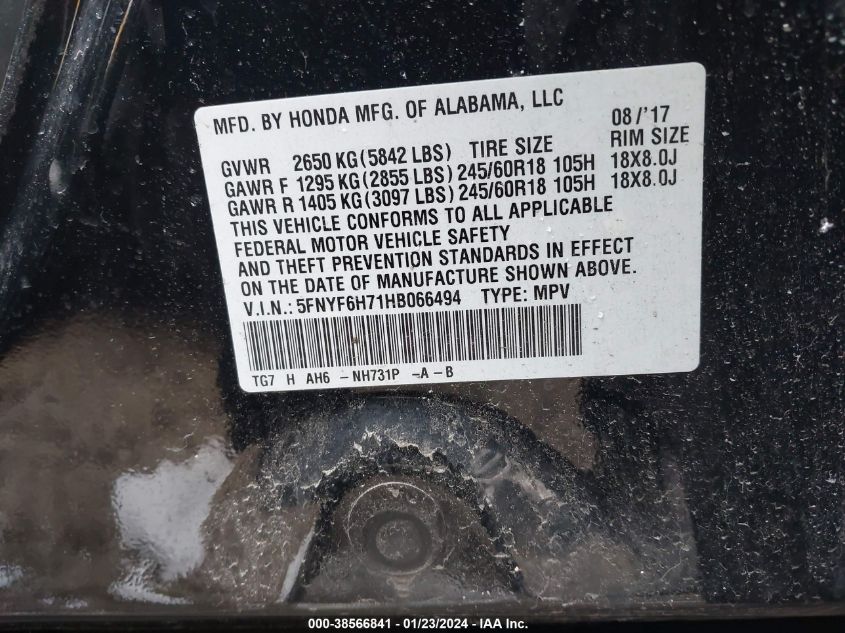 MFD. BY HONDA MFG. OF ALABAMA, LLC 08/'17
GVWR 2650 KG (5842 LBS) TIRE SIZE RIM SIZE
GAWR F 1295 KG (2855 LBS) 245/60R18 105H 18X8.0J
GAWR R 1405 KG (3097 LBS) 245/60R18 105H 18X8.0J
THIS VEHICLE CONFORMS TO ALL APPLICABLE
FEDERAL MOTOR VEHICLE SAFETY
AND THEFT PREVENTION STANDARDS IN EFFECT
ON THE DATE OF MANUFACTURE SHOWN ABOVE.
V.I.N.: 5FNYF6H71HB066494 TYPE: MPV
TG7 H AH6 - NH731P -A - B
000-38566841 - 01/23/2024 - IAA Inc.